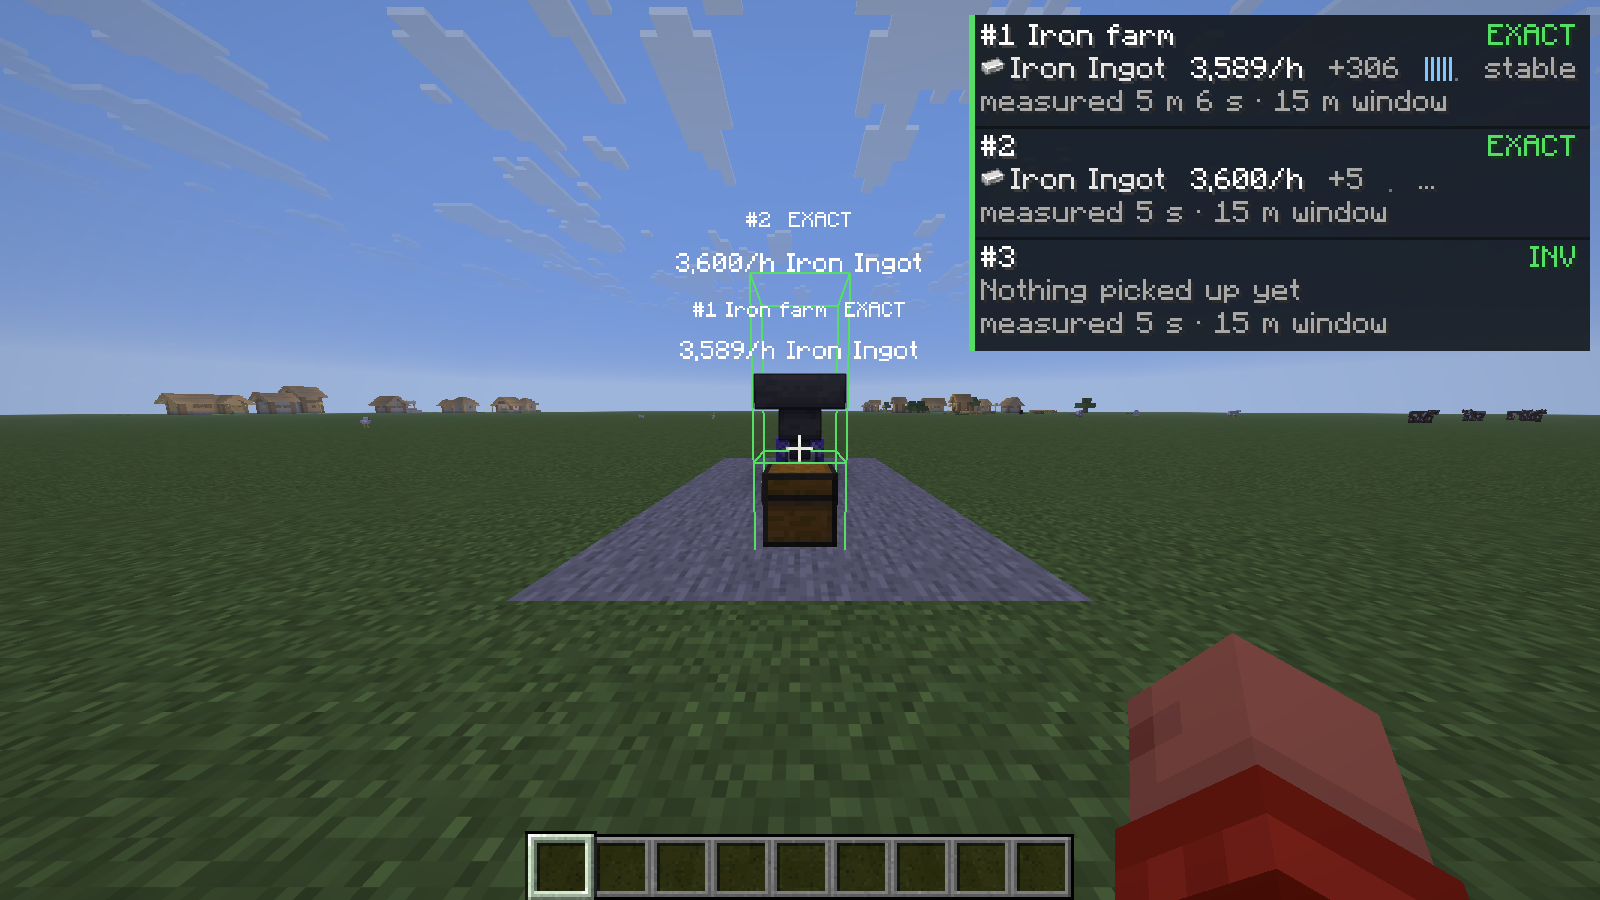 #1 Iron farm EXACT
Iron Ingot 3,589/h +306 stable
measured 5 m 6 s · 15 m window
#2 EXACT
Iron Ingot 3,600/h +5 ...
measured 5 s · 15 m window
#3 INV
Nothing picked up yet
measured 5 s · 15 m window
#2 EXACT
3,600/h Iron Ingot
#1 Iron farm EXACT
3,589/h Iron Ingot